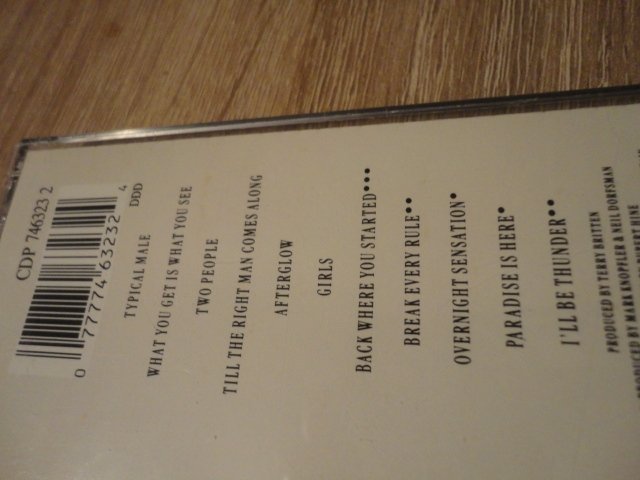 CDP 746323 2
0 77774 63232 4
DDD
TYPICAL MALE
WHAT YOU GET IS WHAT YOU SEE
TWO PEOPLE
TILL THE RIGHT MAN COMES ALONG
AFTERGLOW
GIRLS
BACK WHERE YOU STARTED•••
BREAK EVERY RULE••
OVERNIGHT SENSATION•
PARADISE IS HERE•
I'LL BE THUNDER••
PRODUCED BY TERRY BRITTEN
PRODUCED BY MARK KNOPFLER & NEIL DORFSMAN